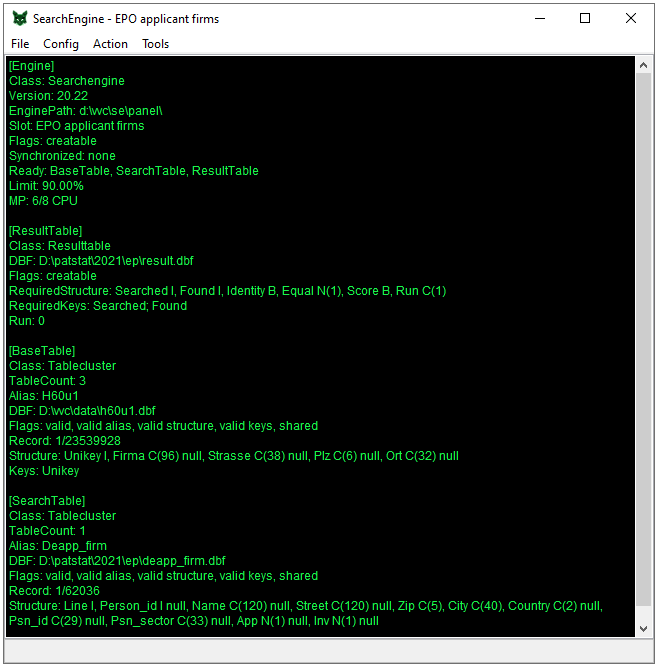 SearchEngine - EPO applicant firms
File Config Action Tools
[Engine]
Class: Searchengine
Version: 20.22
EnginePath: d:\vc\se\panel\
Slot: EPO applicant firms
Flags: creatable
Synchronized: none
Ready: BaseTable, SearchTable, ResultTable
Limit: 90.00%
MP: 6/8 CPU
[ResultTable]
Class: Resulttable
DBF: D:\patstat\2021\ep\result.dbf
Flags: creatable
RequiredStructure: Searched I, Found I, Identity B, Equal N(1), Score B, Run C(1)
RequiredKeys: Searched; Found
Run: 0
[BaseTable]
Class: Tablecluster
TableCount: 3
Alias: H60u1
DBF: D:\vc\data\h60u1.dbf
Flags: valid, valid alias, valid structure, valid keys, shared
Record: 1/23539928
Structure: Unikey I, Firma C(96) null, Strasse C(38) null, Plz C(6) null, Ort C(32) null
Keys: Unikey
[SearchTable]
Class: Tablecluster
TableCount: 1
Alias: Deapp_firm
DBF: D:\patstat\2021\ep\deapp_firm.dbf
Flags: valid, valid alias, valid structure, valid keys, shared
Record: 1/62036
Structure: Line I, Person_id I null, Name C(120) null, Street C(120) null, Zip C(5), City C(40), Country C(2) null,
Psn_id C(29) null, Psn_sector C(33) null, App N(1) null, Inv N(1) null